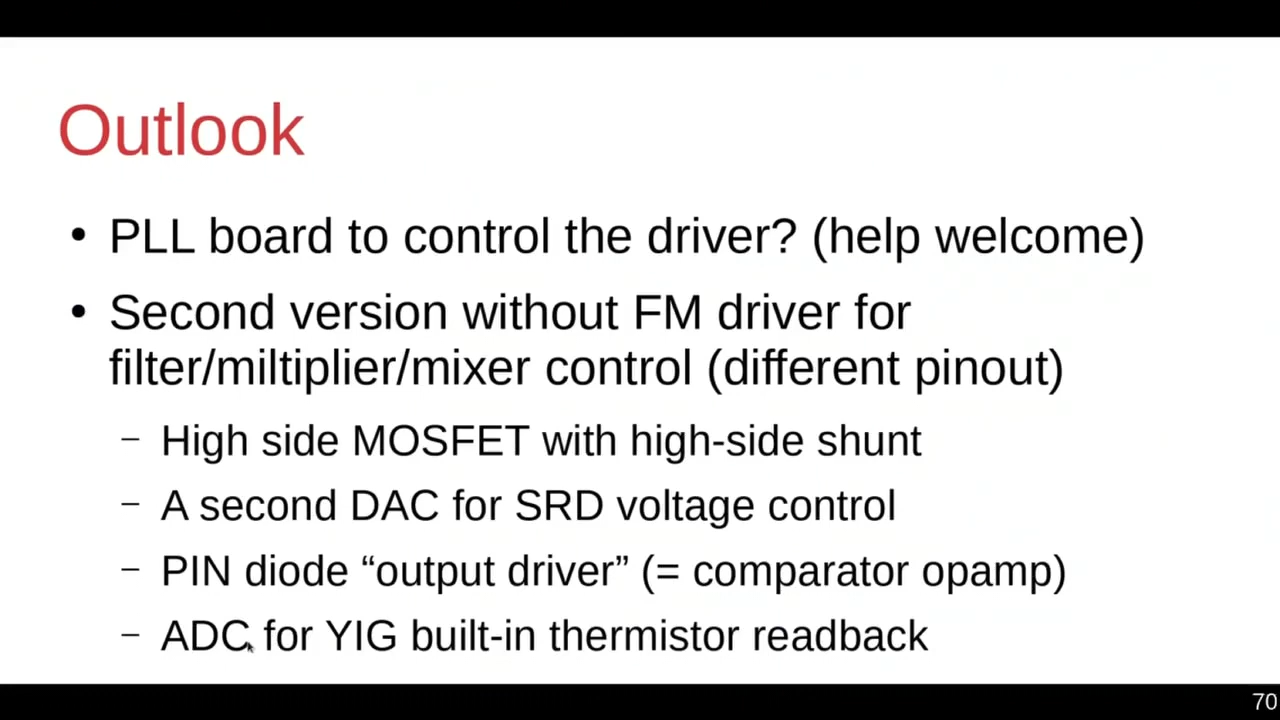 Outlook
• PLL board to control the driver? (help welcome)
• Second version without FM driver for
filter/miltiplier/mixer control (different pinout)
– High side MOSFET with high-side shunt
– A second DAC for SRD voltage control
– PIN diode “output driver” (= comparator opamp)
– ADC for YIG built-in thermistor readback
70